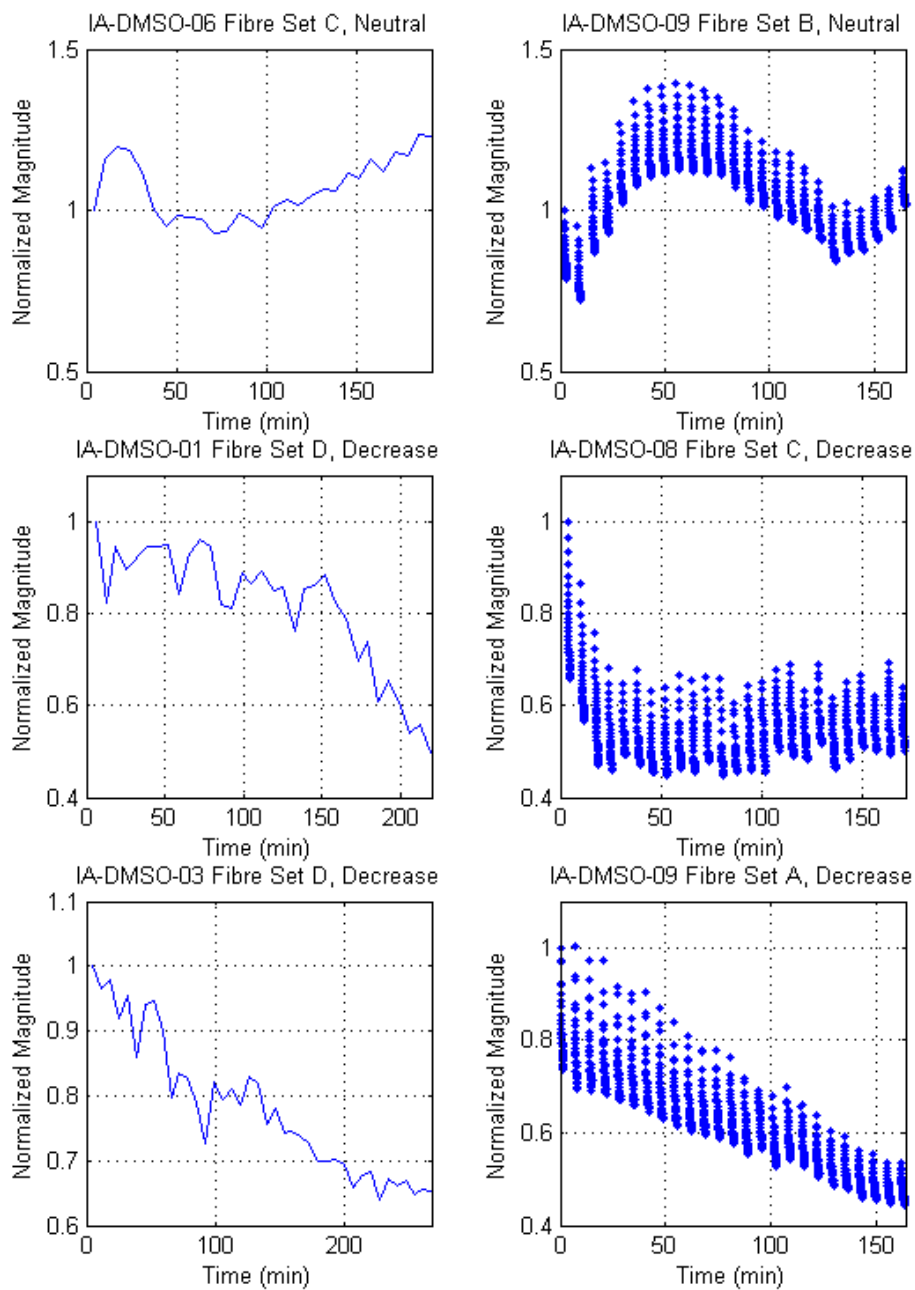 IA-DMSO-06 Fibre Set C, Neutral
1.5
1
0.5
Normalized Magnitude
0 50 100 150
Time (min)
IA-DMSO-09 Fibre Set B, Neutral
1.5
1
0.5
Normalized Magnitude
0 50 100 150
Time (min)
IA-DMSO-01 Fibre Set D, Decrease
1
0.8
0.6
0.4
Normalized Magnitude
0 50 100 150 200
Time (min)
IA-DMSO-08 Fibre Set C, Decrease
1
0.8
0.6
0.4
Normalized Magnitude
0 50 100 150
Time (min)
IA-DMSO-03 Fibre Set D, Decrease
1.1
1
0.9
0.8
0.7
0.6
Normalized Magnitude
0 100 200
Time (min)
IA-DMSO-09 Fibre Set A, Decrease
1
0.8
0.6
0.4
Normalized Magnitude
0 50 100 150
Time (min)